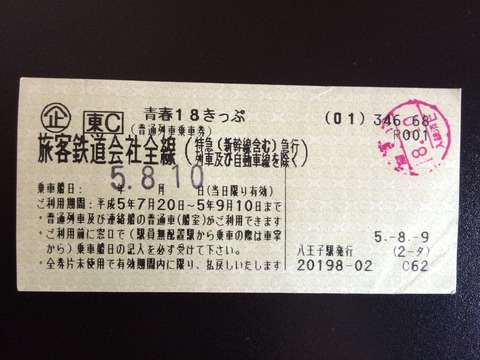 企 東C 青春18きっぷ (01) 346-68
(普通列車乗車券) R001
旅客鉄道会社全線(特急(新幹線含む)急行
列車及び自動車線を除く)
5.8.10
乗車船日: 年 月 日(当日限り有効)
ご利用期間:平成5年7月20日~5年9月10日まで
・普通列車及び連絡船の普通車(船室)がご利用できます
・ご利用前に窓口で(駅員無配置駅から乗車の際は車掌
から)乗車船日の記入を必ず受けて下さい。
・全券片未使用で有効期間内に限り、払戻しいたします
5.-8.-9
八王子駅発行 (2-タ)
20198-02 C62